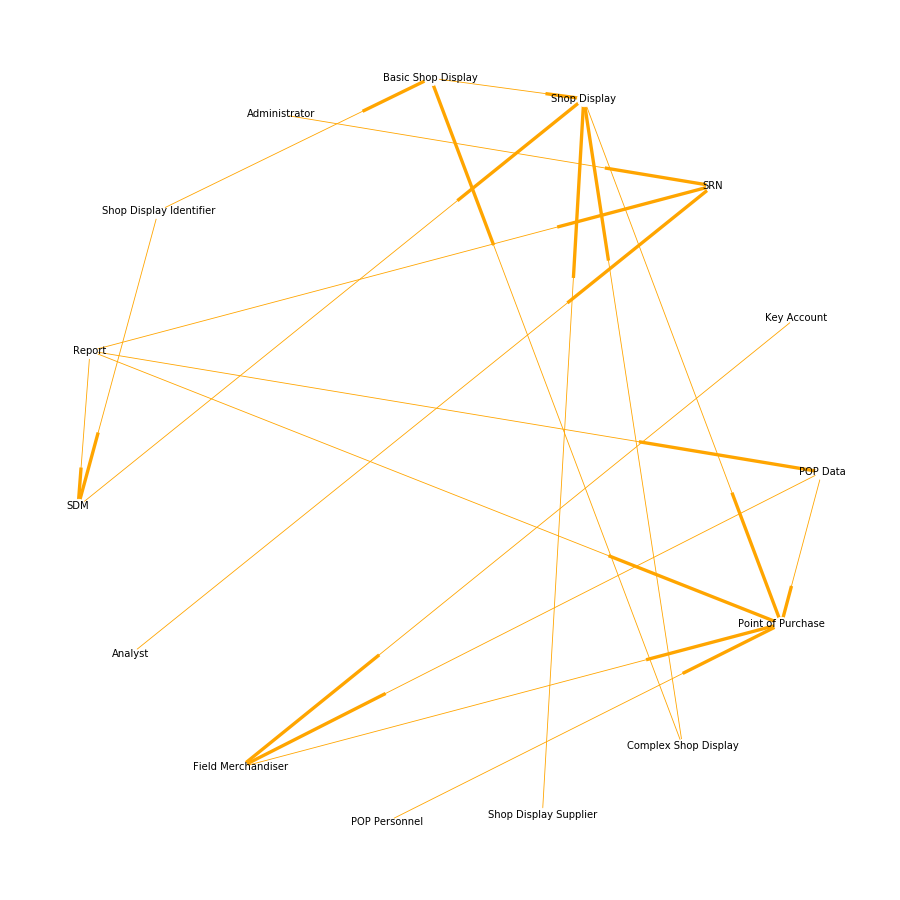 Basic Shop Display
Shop Display
Administrator
SRN
Shop Display Identifier
Key Account
Report
POP Data
SDM
Point of Purchase
Analyst
Complex Shop Display
Field Merchandiser
Shop Display Supplier
POP Personnel